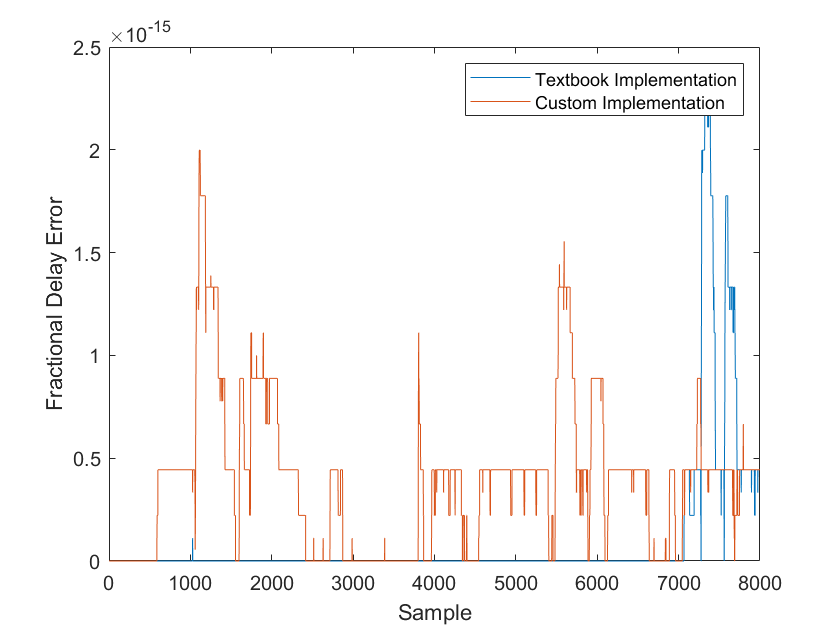 ×10-15
2.5
2
1.5
1
0.5
0
Fractional Delay Error
Textbook Implementation
Custom Implementation
0 1000 2000 3000 4000 5000 6000 7000 8000
Sample